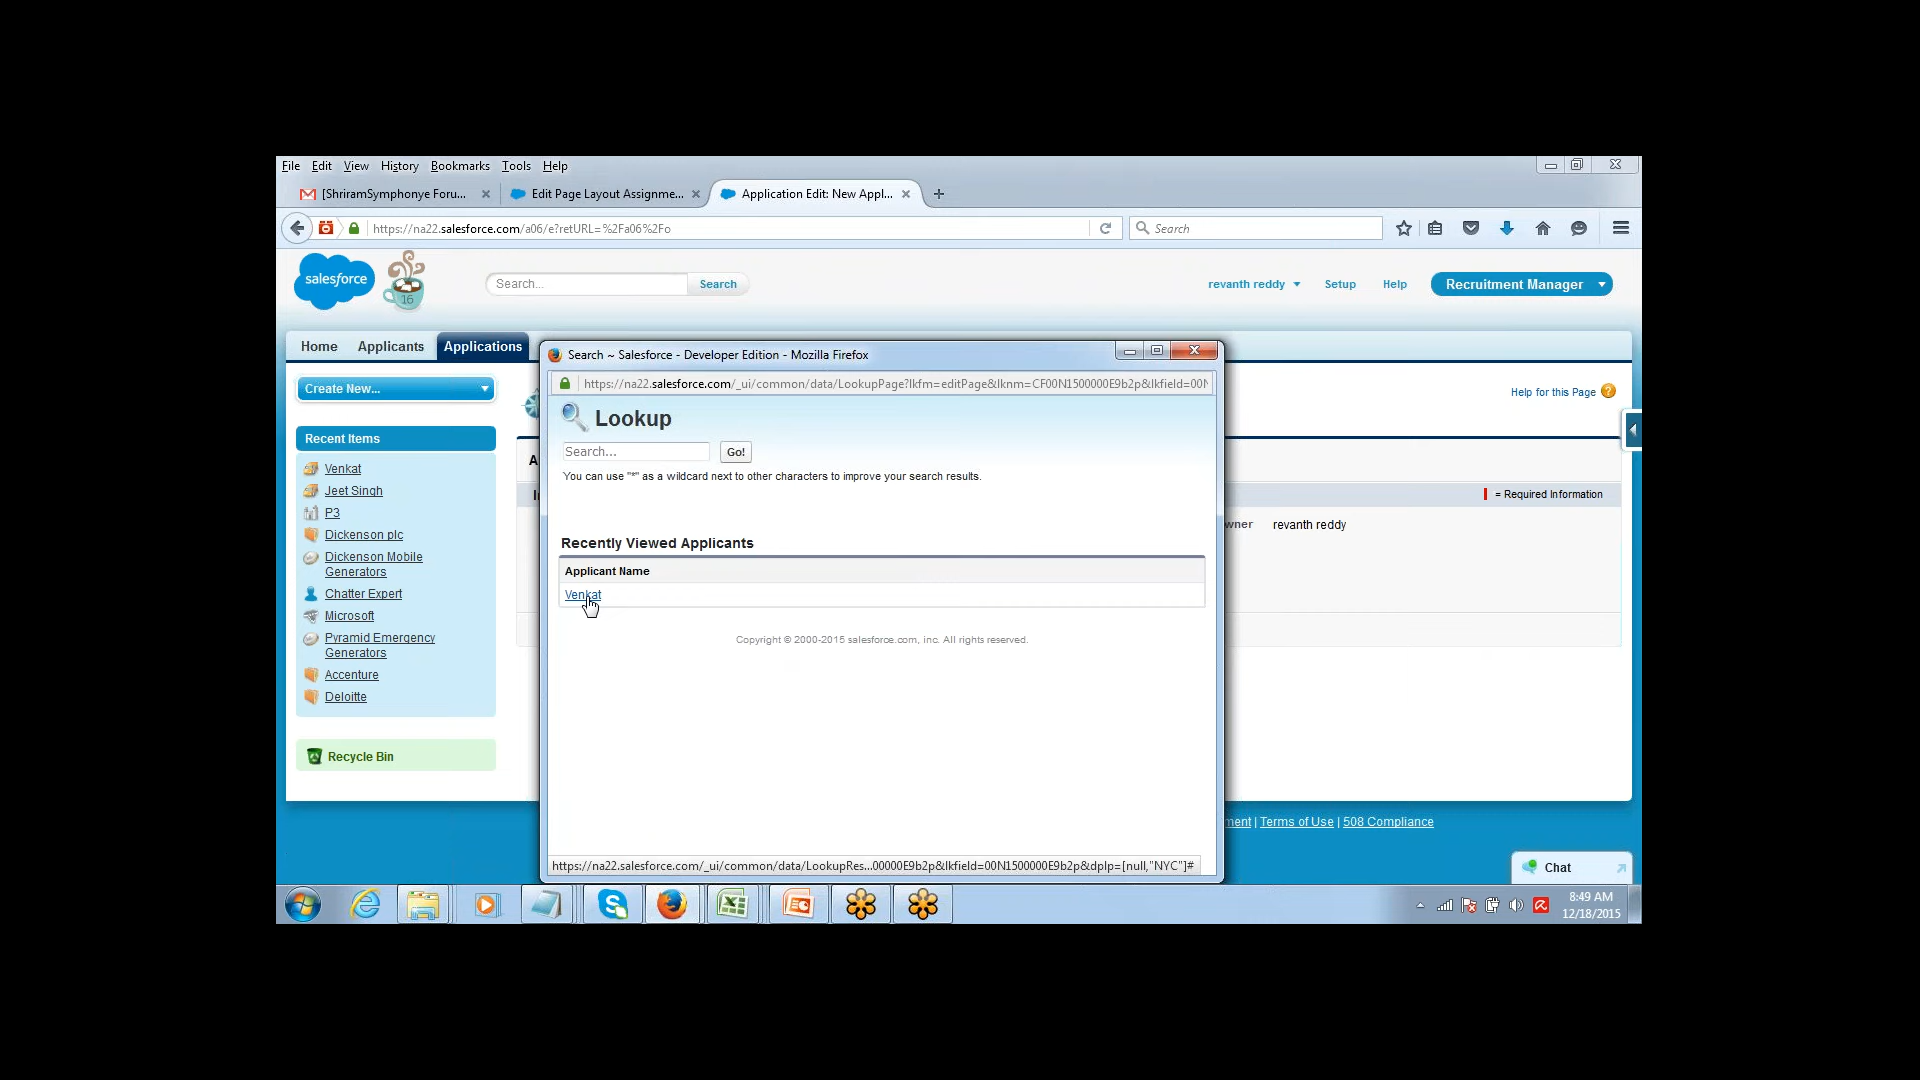 File Edit View History Bookmarks Tools Help
[ShriramSymphonye Foru... Edit Page Layout Assignme... Application Edit: New Appl...
https://na22.salesforce.com/a06/e?retURL=%2Fa06%2Fo Search
salesforce 16 Search... Search revanth reddy Setup Help Recruitment Manager
Home Applicants Applications
Search ~ Salesforce - Developer Edition - Mozilla Firefox
https://na22.salesforce.com/_ui/common/data/LookupPage?lkfm=editPage&lknm=CF00N1500000E9b2p&lkfield=00N
Create New... Help for this Page
Lookup
Search... Go!
You can use "*" as a wildcard next to other characters to improve your search results.
Recent Items
Venkat
Jeet Singh
P3
Dickenson plc
Dickenson Mobile
Generators
Chatter Expert
Microsoft
Pyramid Emergency
Generators
Accenture
Deloitte
Recycle Bin
= Required Information
wner revanth reddy
Recently Viewed Applicants
Applicant Name
Venkat
Copyright © 2000-2015 salesforce.com, inc. All rights reserved.
ment | Terms of Use | 508 Compliance
https://na22.salesforce.com/_ui/common/data/LookupRes...00000E9b2p&lkfield=00N1500000E9b2p&dplp=[null,"NYC"]#
Chat
8:49 AM
12/18/2015